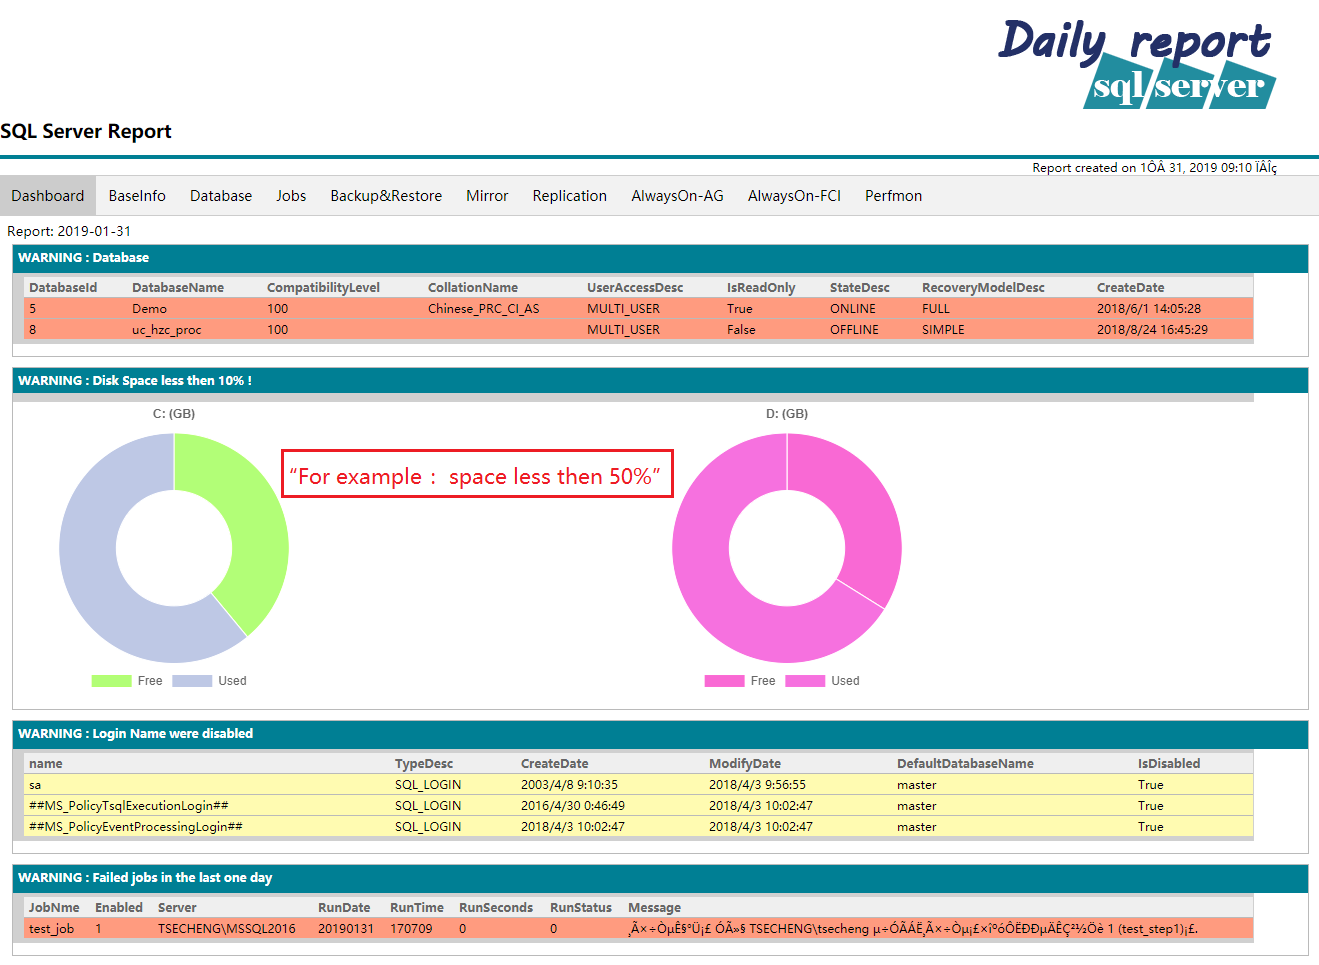 Daily report
sql server
SQL Server Report
Report created on 1ÔÂ 31, 2019 09:10 ÏÂÎç
Dashboard BaseInfo Database Jobs Backup&Restore Mirror Replication AlwaysOn-AG AlwaysOn-FCI Perfmon
Report: 2019-01-31
WARNING : Database
DatabaseId DatabaseName CompatibilityLevel CollationName UserAccessDesc IsReadOnly StateDesc RecoveryModelDesc CreateDate
5 Demo 100 Chinese_PRC_CI_AS MULTI_USER True ONLINE FULL 2018/6/1 14:05:28
8 uc_hzc_proc 100 MULTI_USER False OFFLINE SIMPLE 2018/8/24 16:45:29
WARNING : Disk Space less then 10% !
C: (GB) D: (GB)
“For example： space less then 50%”
Free Used Free Used
WARNING : Login Name were disabled
name TypeDesc CreateDate ModifyDate DefaultDatabaseName IsDisabled
sa SQL_LOGIN 2003/4/8 9:10:35 2018/4/3 9:56:55 master True
##MS_PolicyTsqlExecutionLogin## SQL_LOGIN 2016/4/30 0:46:49 2018/4/3 10:02:47 master True
##MS_PolicyEventProcessingLogin## SQL_LOGIN 2018/4/3 10:02:47 2018/4/3 10:02:47 master True
WARNING : Failed jobs in the last one day
JobNme Enabled Server RunDate RunTime RunSeconds RunStatus Message
test_job 1 TSECHENG\MSSQL2016 20190131 170709 0 0 ¸Ã×÷ÒµÊ§°Ü¡£ ÓÃ»§ TSECHENG\tsecheng µ÷ÓÃÁË¸Ã×÷Òµ¡£×îºóÔËÐÐµÄÊÇ²½Öè 1 (test_step1)¡£.